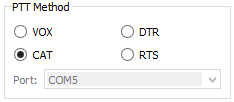 PTT Method
VOX DTR
CAT RTS
Port: COM5